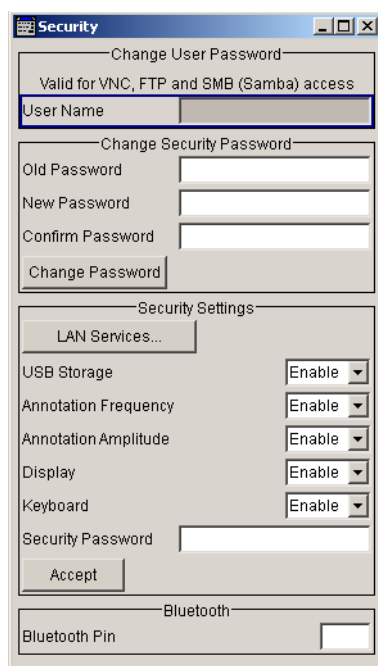 Security
Change User Password
Valid for VNC, FTP and SMB (Samba) access
User Name
Change Security Password
Old Password
New Password
Confirm Password
Change Password
Security Settings
LAN Services...
USB Storage Enable
Annotation Frequency Enable
Annotation Amplitude Enable
Display Enable
Keyboard Enable
Security Password
Accept
Bluetooth
Bluetooth Pin